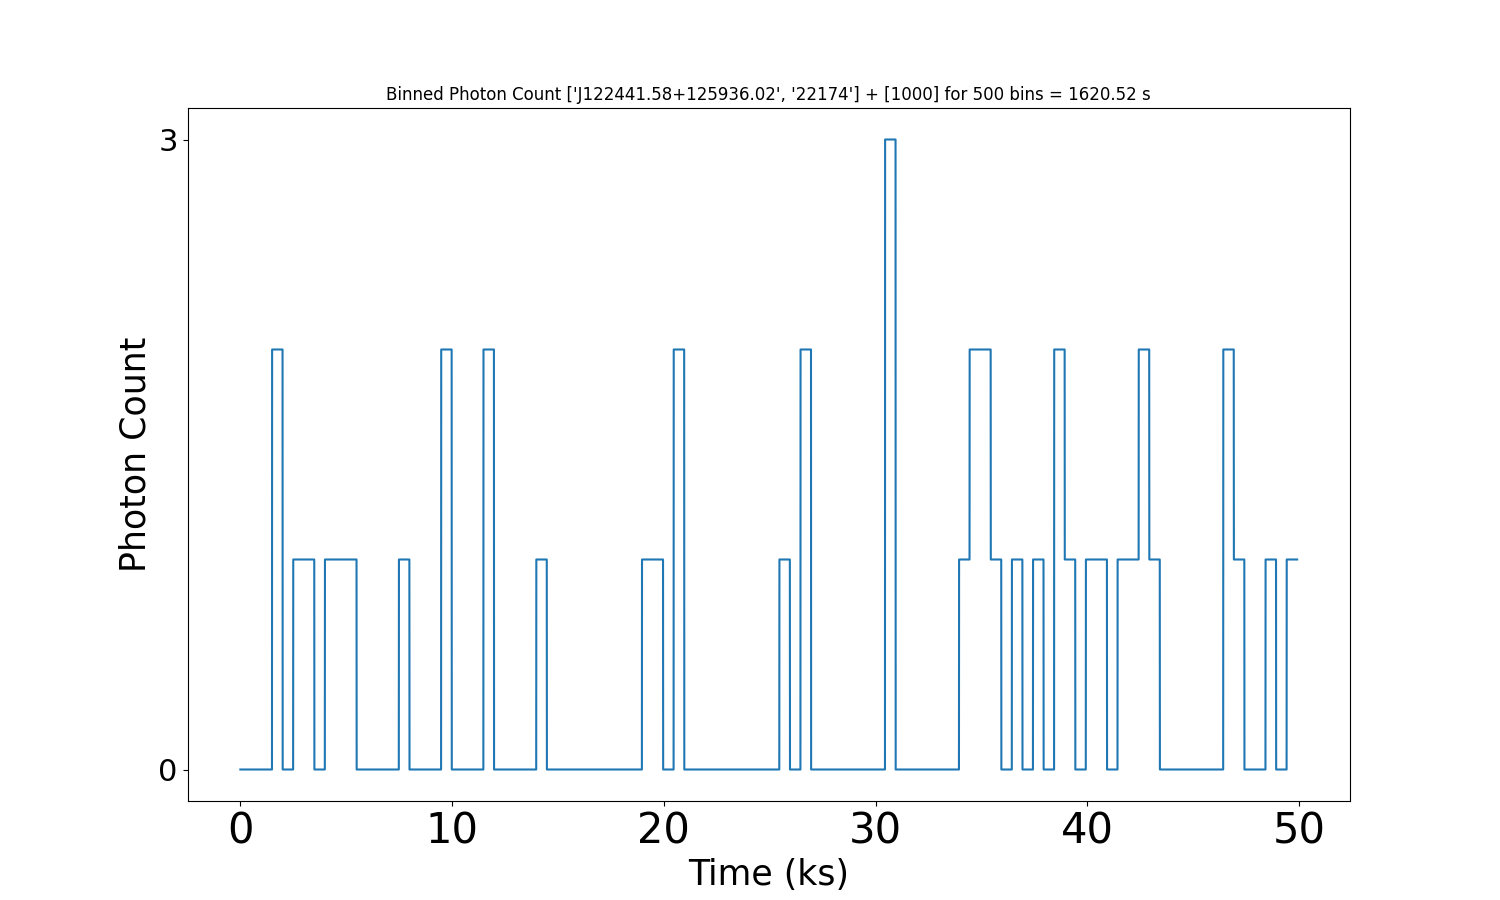 Binned Photon Count ['J122441.58+125936.02', '22174'] + [1000] for 500 bins = 1620.52 s
3
Photon Count
0
0 10 20 30 40 50
Time (ks)